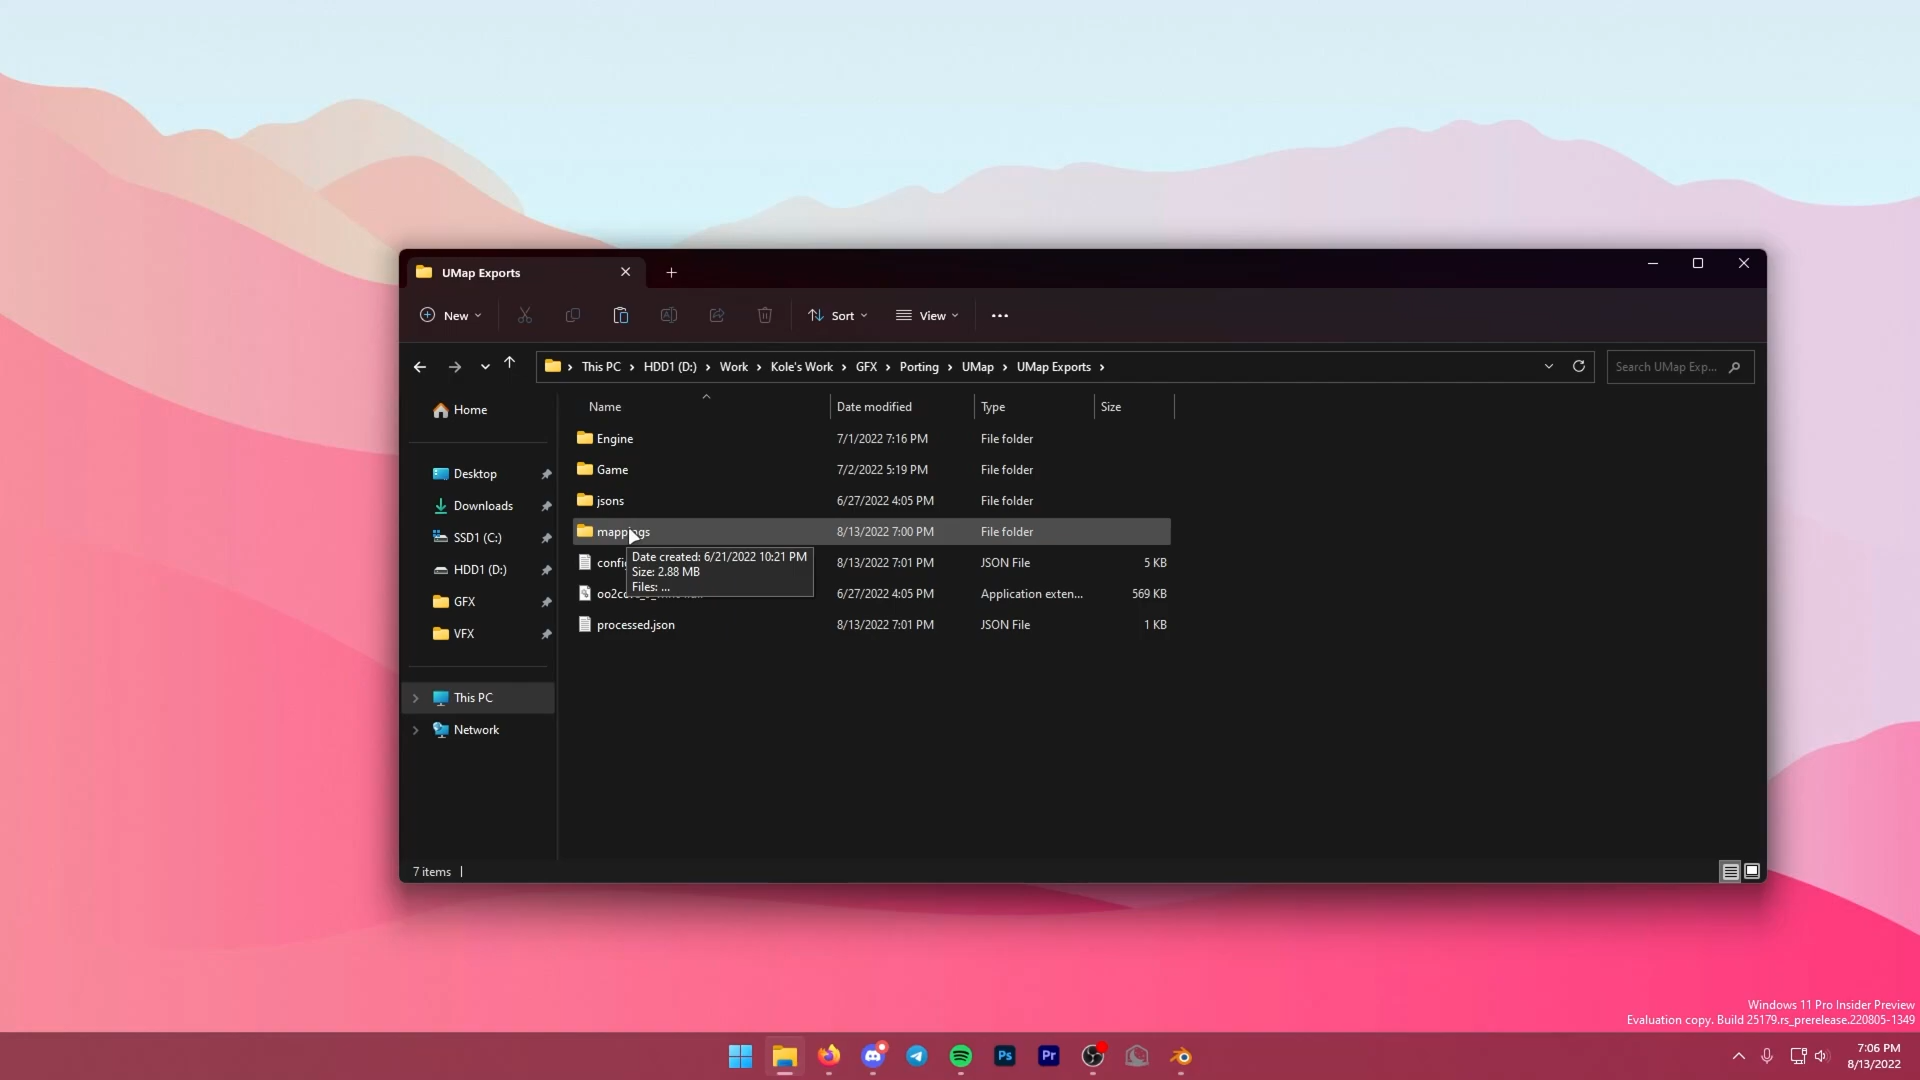 UMap Exports
New
Sort
View
This PC
HDD1 (D:)
Work
Kole's Work
GFX
Porting
UMap
UMap Exports
Search UMap Exp...
Home
Desktop
Downloads
SSD1 (C:)
HDD1 (D:)
GFX
VFX
This PC
Network
Name Date modified Type Size
Engine 7/1/2022 7:16 PM File folder
Game 7/2/2022 5:19 PM File folder
jsons 6/27/2022 4:05 PM File folder
mappings 8/13/2022 7:00 PM File folder
Date created: 6/21/2022 10:21 PM
Size: 2.88 MB
Files: ...
8/13/2022 7:01 PM JSON File 5 KB
6/27/2022 4:05 PM Application exten... 569 KB
processed.json 8/13/2022 7:01 PM JSON File 1 KB
7 items
Windows 11 Pro Insider Preview
Evaluation copy. Build 25179.rs_prerelease.220805-1349
Ps
Pr
7:06 PM
8/13/2022